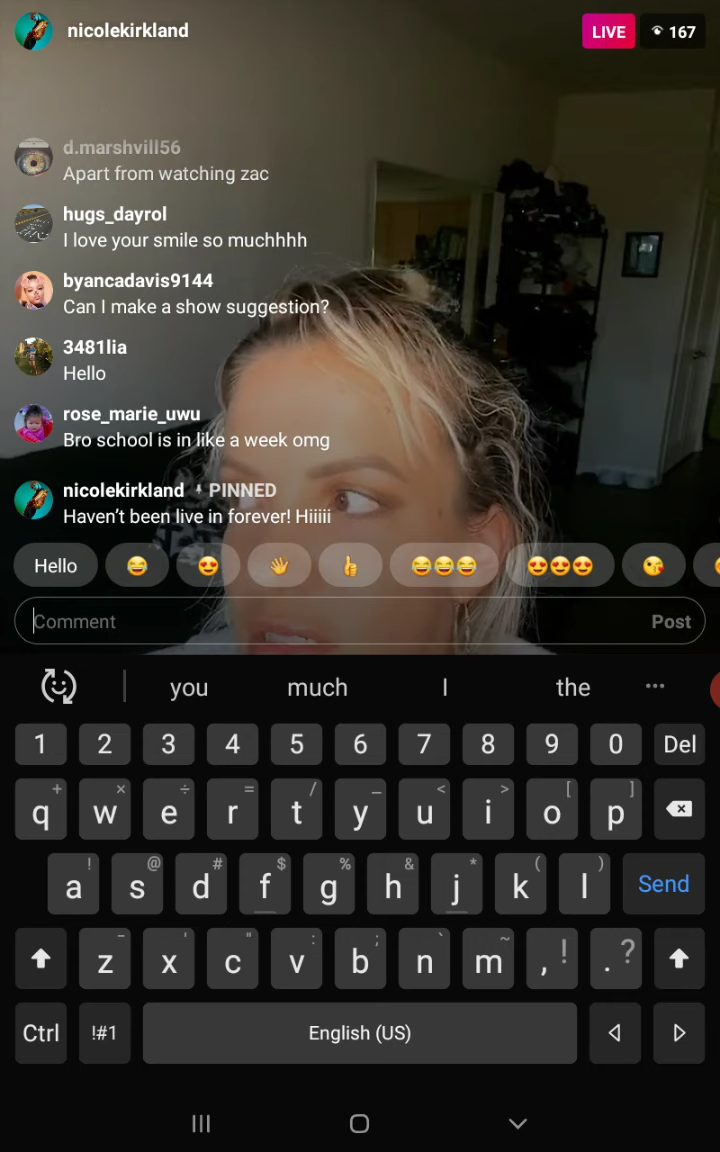 nicolekirkland
LIVE 167
d.marshvill56
Apart from watching zac
hugs_dayrol
I love your smile so muchhhh
byancadavis9144
Can I make a show suggestion?
3481lia
Hello
rose_marie_uwu
Bro school is in like a week omg
nicolekirkland PINNED
Haven't been live in forever! Hiiiii
Hello 😂 😍 👋 👍 😂😂😂 😍😍😍 😘
Comment Post
you much I the ...
1 2 3 4 5 6 7 8 9 0 Del
+ × ÷ = / _ < > [ ]
q w e r t y u i o p
! @ # $ % & * ( )
a s d f g h j k l Send
- ' " : ; ` ~ ! ?
z x c v b n m , .
Ctrl !#1 English (US)